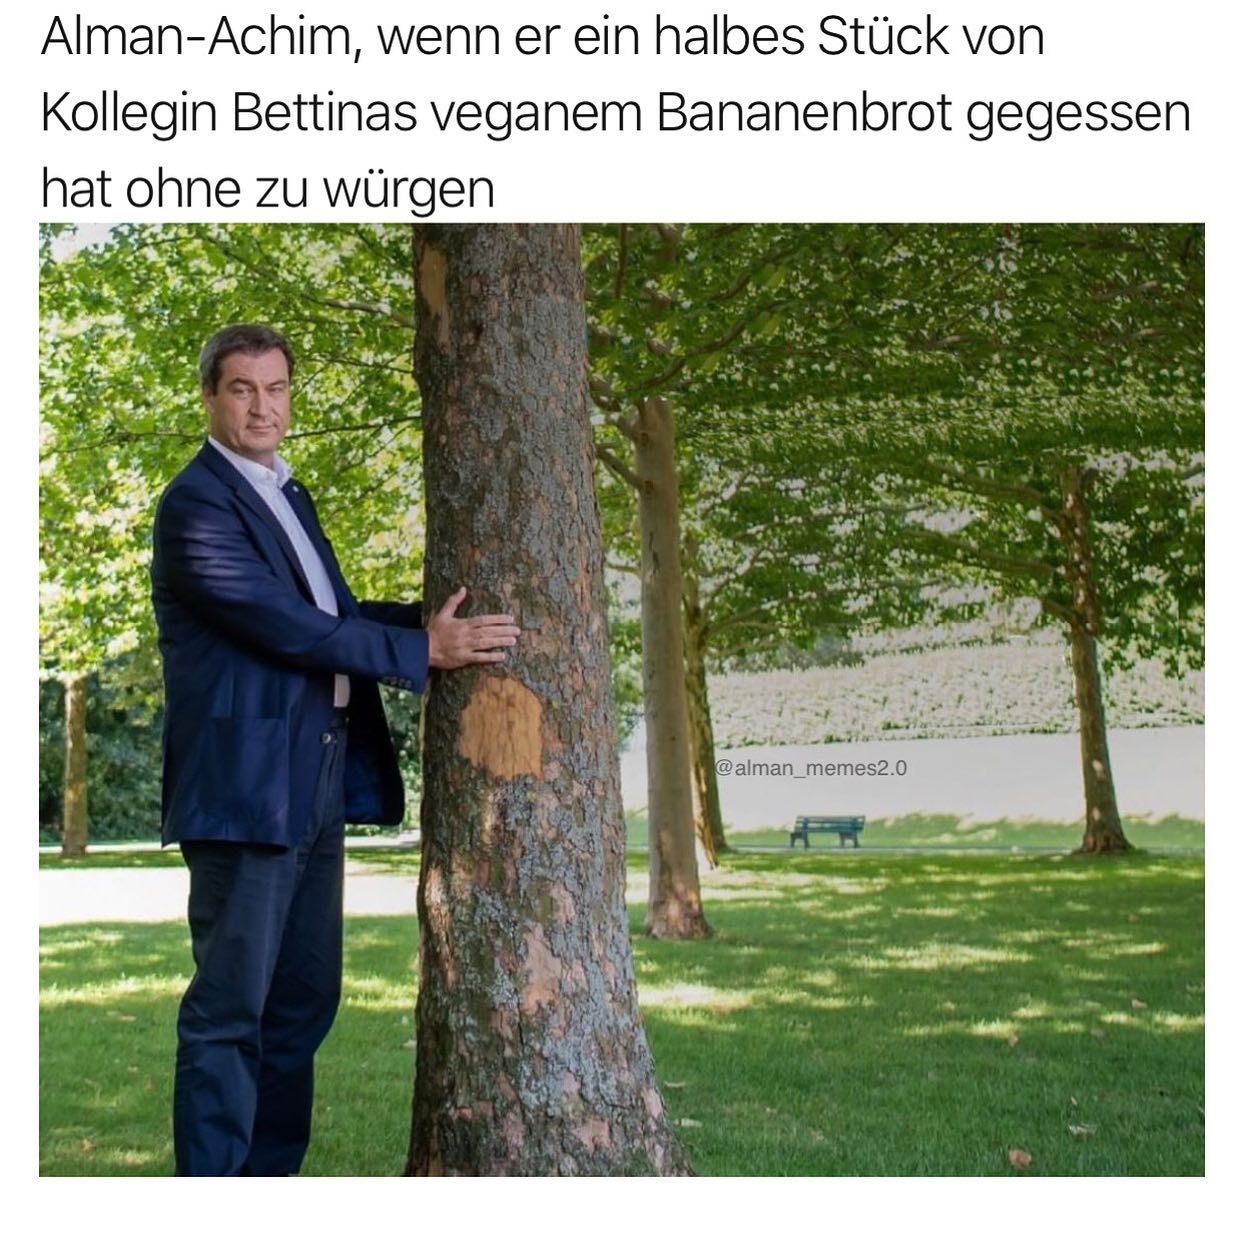 Alman-Achim, wenn er ein halbes Stück von
Kollegin Bettinas veganem Bananenbrot gegessen
hat ohne zu würgen
@alman_memes2.0